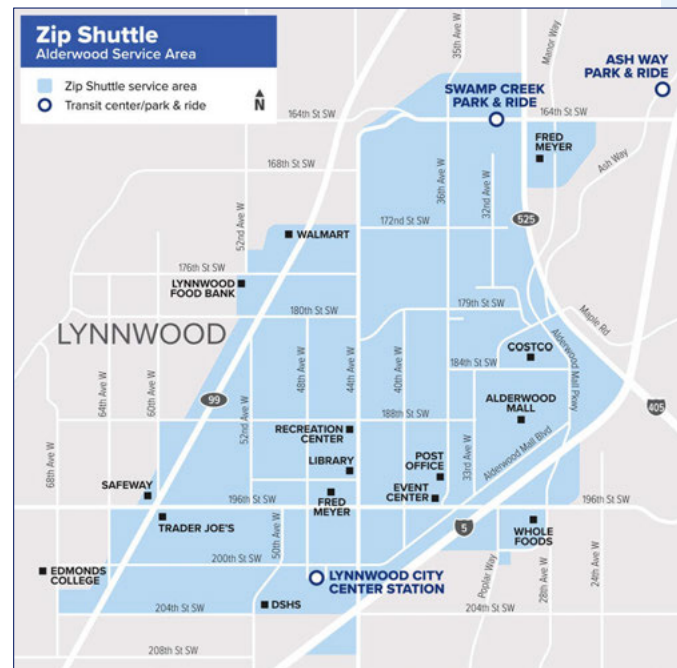 Zip Shuttle
Alderwood Service Area
Zip Shuttle service area
Transit center/park & ride
N
35th Ave W
Manor Way
ASH WAY
PARK & RIDE
SWAMP CREEK
PARK & RIDE
164th St SW
164th St SW
FRED
MEYER
Ash Way
168th St SW
36th Ave W
32nd Ave W
52nd Ave W
172nd St SW
525
WALMART
176th St SW
LYNNWOOD
FOOD BANK
179th St SW
180th St SW
Maple Rd
LYNNWOOD
COSTCO
Alderwood Mall Pkwy
184th St SW
64th Ave W
60th Ave W
48th Ave W
44th Ave W
40th Ave W
99
ALDERWOOD
MALL
405
188th St SW
52nd Ave W
RECREATION
CENTER
68th Ave W
LIBRARY
POST
OFFICE
33rd Ave W
Alderwood Mall Blvd
SAFEWAY
FRED
MEYER
EVENT
CENTER
196th St SW
196th St SW
TRADER JOE'S
50th Ave W
5
WHOLE
FOODS
200th St SW
EDMONDS
COLLEGE
LYNNWOOD CITY
CENTER STATION
Poplar Way
28th Ave W
24th Ave W
204th St SW
DSHS
204th St SW
208th St SW